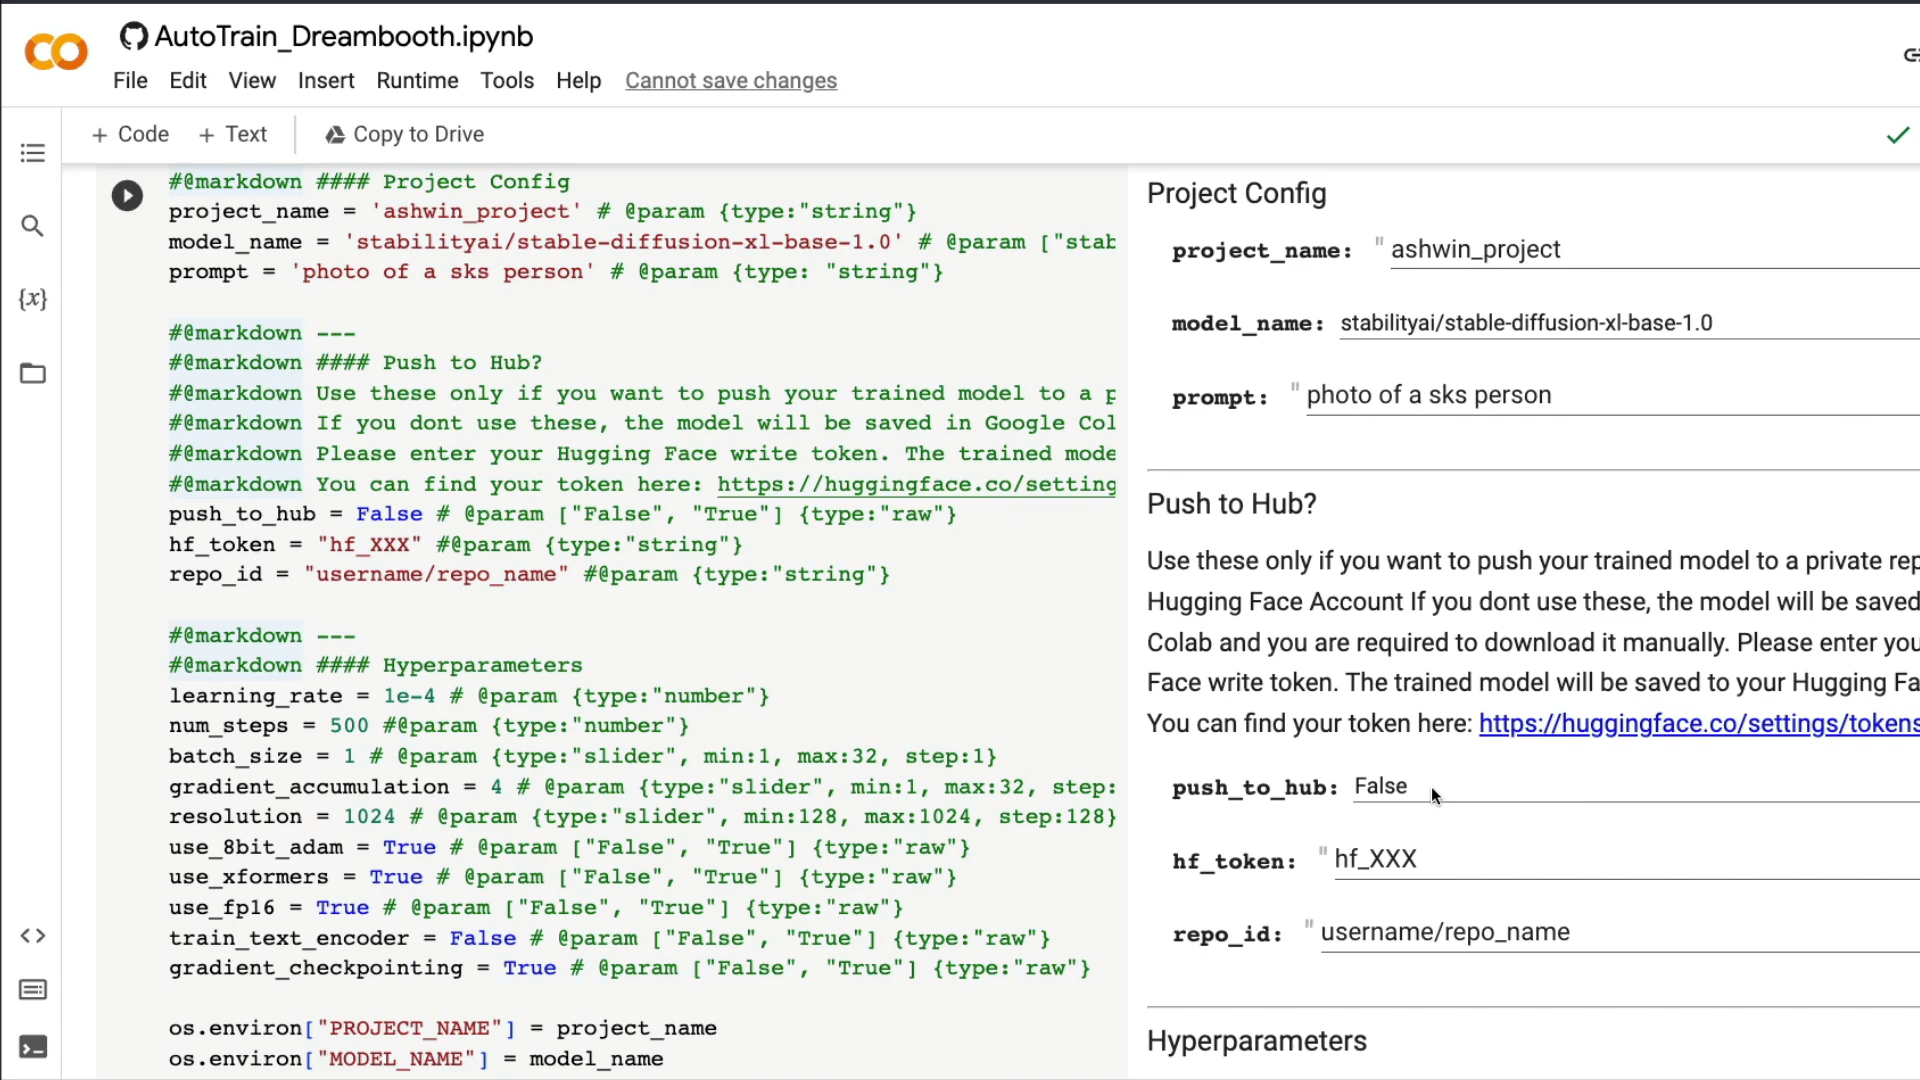 AutoTrain_Dreambooth.ipynb
File Edit View Insert Runtime Tools Help Cannot save changes
+ Code + Text Copy to Drive
#@markdown #### Project Config
project_name = 'ashwin_project' # @param {type:"string"}
model_name = 'stabilityai/stable-diffusion-xl-base-1.0' # @param ["stab
prompt = 'photo of a sks person' # @param {type: "string"}
#@markdown ---
#@markdown #### Push to Hub?
#@markdown Use these only if you want to push your trained model to a p
#@markdown If you dont use these, the model will be saved in Google Col
#@markdown Please enter your Hugging Face write token. The trained mode
#@markdown You can find your token here: https://huggingface.co/setting
push_to_hub = False # @param ["False", "True"] {type:"raw"}
hf_token = "hf_XXX" #@param {type:"string"}
repo_id = "username/repo_name" #@param {type:"string"}
#@markdown ---
#@markdown #### Hyperparameters
learning_rate = 1e-4 # @param {type:"number"}
num_steps = 500 #@param {type:"number"}
batch_size = 1 # @param {type:"slider", min:1, max:32, step:1}
gradient_accumulation = 4 # @param {type:"slider", min:1, max:32, step:
resolution = 1024 # @param {type:"slider", min:128, max:1024, step:128}
use_8bit_adam = True # @param ["False", "True"] {type:"raw"}
use_xformers = True # @param ["False", "True"] {type:"raw"}
use_fp16 = True # @param ["False", "True"] {type:"raw"}
train_text_encoder = False # @param ["False", "True"] {type:"raw"}
gradient_checkpointing = True # @param ["False", "True"] {type:"raw"}
os.environ["PROJECT_NAME"] = project_name
os.environ["MODEL_NAME"] = model_name
Project Config
project_name: " ashwin_project
model_name: stabilityai/stable-diffusion-xl-base-1.0
prompt: " photo of a sks person
Push to Hub?
Use these only if you want to push your trained model to a private rep
Hugging Face Account If you dont use these, the model will be saved
Colab and you are required to download it manually. Please enter you
Face write token. The trained model will be saved to your Hugging Fa
You can find your token here: https://huggingface.co/settings/tokens
push_to_hub: False
hf_token: " hf_XXX
repo_id: " username/repo_name
Hyperparameters